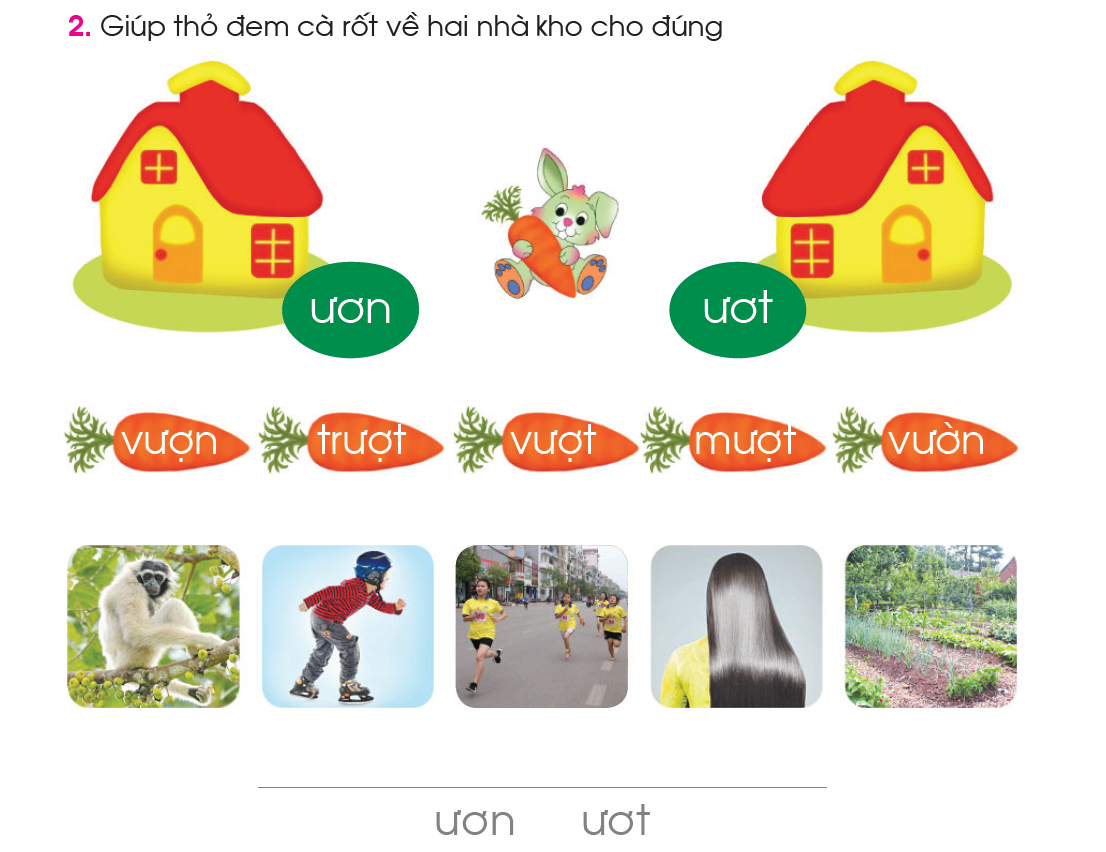 2. Giúp thỏ đem cà rốt về hai nhà kho cho đúng
ươn ươt
vượn trượt vượt mượt vườn
ươn ươt